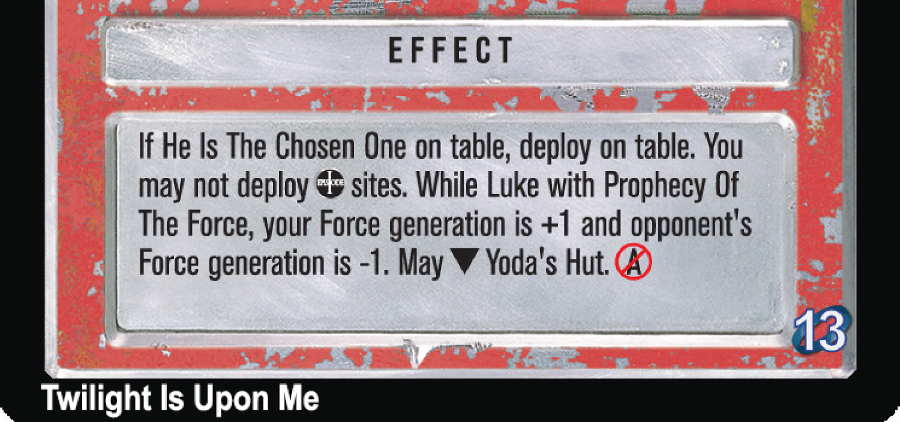 EFFECT
If He Is The Chosen One on table, deploy on table. You
may not deploy EPISODE I sites. While Luke with Prophecy Of
The Force, your Force generation is +1 and opponent's
Force generation is -1. May ▼ Yoda's Hut. A
13
Twilight Is Upon Me